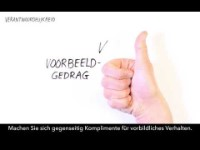 VERANTWOORDELIJKHEID
VOORBEELD-
GEDRAG
Machen Sie sich gegenseitig Komplimente für vorbildliches Verhalten.